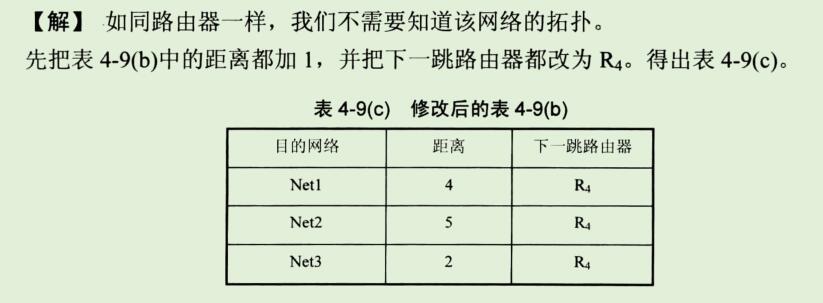 【解】 如同路由器一样，我们不需要知道该网络的拓扑。
先把表 4-9(b)中的距离都加 1，并把下一跳路由器都改为 R₄。得出表 4-9(c)。
表 4-9(c) 修改后的表 4-9(b)
目的网络 距离 下一跳路由器
Net1 4 R₄
Net2 5 R₄
Net3 2 R₄